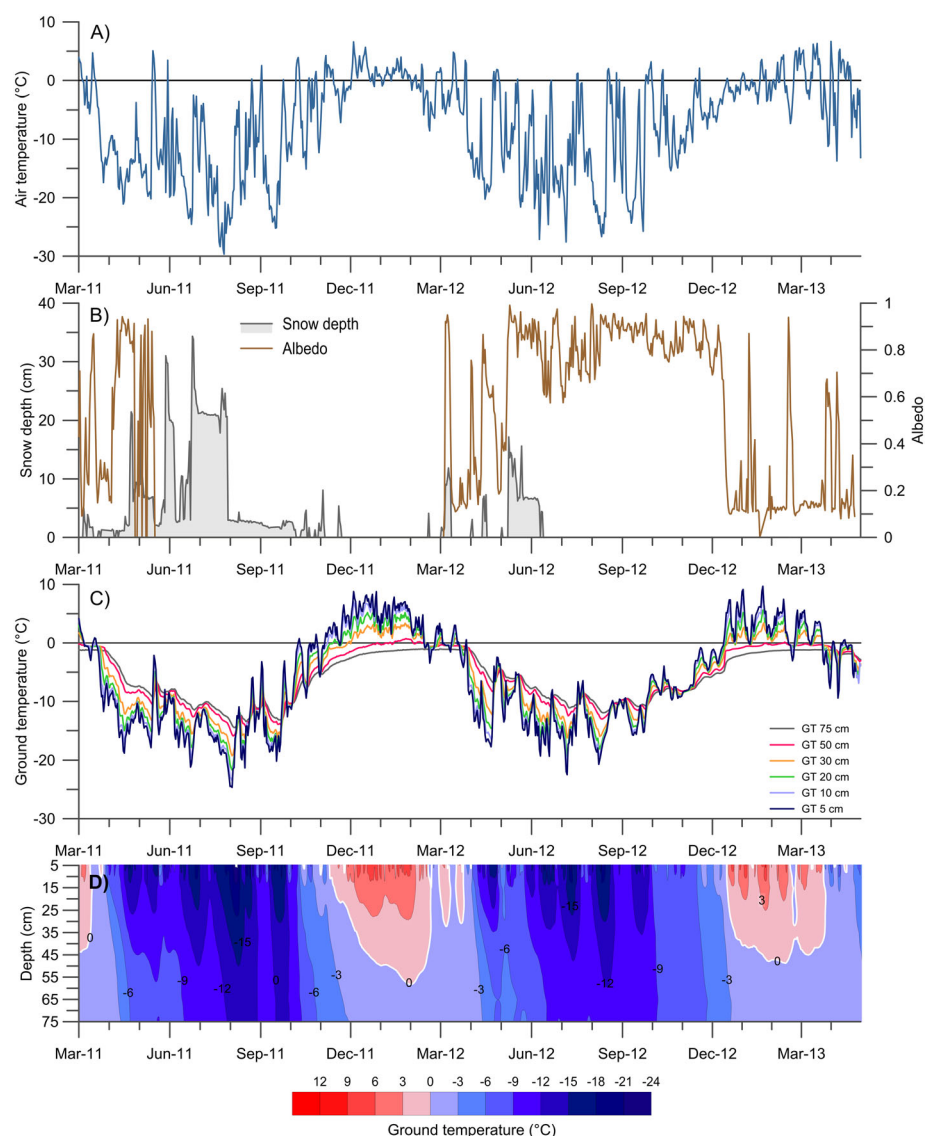 A)
10
0
-10
-20
-30
Air temperature (°C)
Mar-11 Jun-11 Sep-11 Dec-11 Mar-12 Jun-12 Sep-12 Dec-12 Mar-13
B)
40
30
20
10
0
Snow depth (cm)
Snow depth
Albedo
1
0.8
0.6
0.4
0.2
0
Albedo
Mar-11 Jun-11 Sep-11 Dec-11 Mar-12 Jun-12 Sep-12 Dec-12 Mar-13
C)
10
0
-10
-20
-30
Ground temperature (°C)
GT 75 cm
GT 50 cm
GT 30 cm
GT 20 cm
GT 10 cm
GT 5 cm
Mar-11 Jun-11 Sep-11 Dec-11 Mar-12 Jun-12 Sep-12 Dec-12 Mar-13
D)
5
15
25
35
45
55
65
75
Depth (cm)
0 -6 -9 -12 -15 0 -6 -3 0 -3 -6 -15 -12 -9 -3 3 0
Mar-11 Jun-11 Sep-11 Dec-11 Mar-12 Jun-12 Sep-12 Dec-12 Mar-13
12 9 6 3 0 -3 -6 -9 -12 -15 -18 -21 -24
Ground temperature (°C)